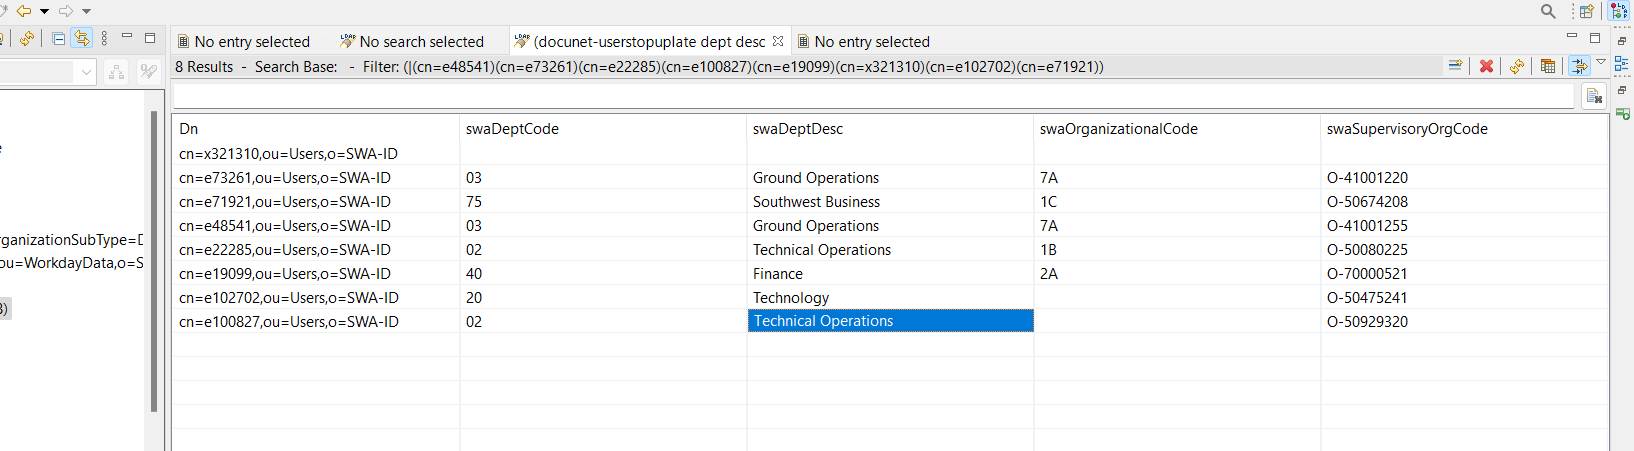 No entry selected
No search selected
(docunet-userstopuplate dept desc
No entry selected
8 Results - Search Base: - Filter: (|(cn=e48541)(cn=e73261)(cn=e22285)(cn=e100827)(cn=e19099)(cn=x321310)(cn=e102702)(cn=e71921))
Dn swaDeptCode swaDeptDesc swaOrganizationalCode swaSupervisoryOrgCode
cn=x321310,ou=Users,o=SWA-ID
cn=e73261,ou=Users,o=SWA-ID 03 Ground Operations 7A O-41001220
cn=e71921,ou=Users,o=SWA-ID 75 Southwest Business 1C O-50674208
cn=e48541,ou=Users,o=SWA-ID 03 Ground Operations 7A O-41001255
cn=e22285,ou=Users,o=SWA-ID 02 Technical Operations 1B O-50080225
cn=e19099,ou=Users,o=SWA-ID 40 Finance 2A O-70000521
cn=e102702,ou=Users,o=SWA-ID 20 Technology O-50475241
cn=e100827,ou=Users,o=SWA-ID 02 Technical Operations O-50929320
rganizationSubType=D
ou=WorkdayData,o=S